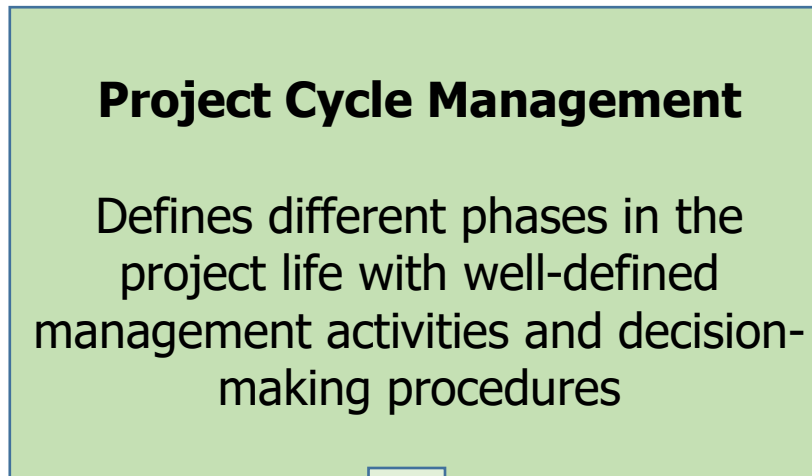 Project Cycle Management
Defines different phases in the
project life with well-defined
management activities and decision-
making procedures